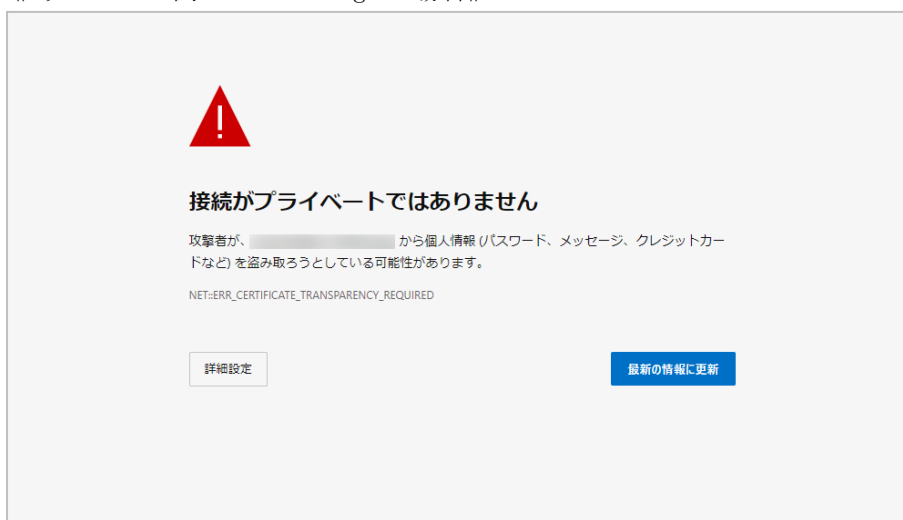 接続がプライベートではありません
攻撃者が、 から個人情報 (パスワード、メッセージ、クレジットカー
ドなど) を盗み取ろうとしている可能性があります。
NET::ERR_CERTIFICATE_TRANSPARENCY_REQUIRED
詳細設定
最新の情報に更新